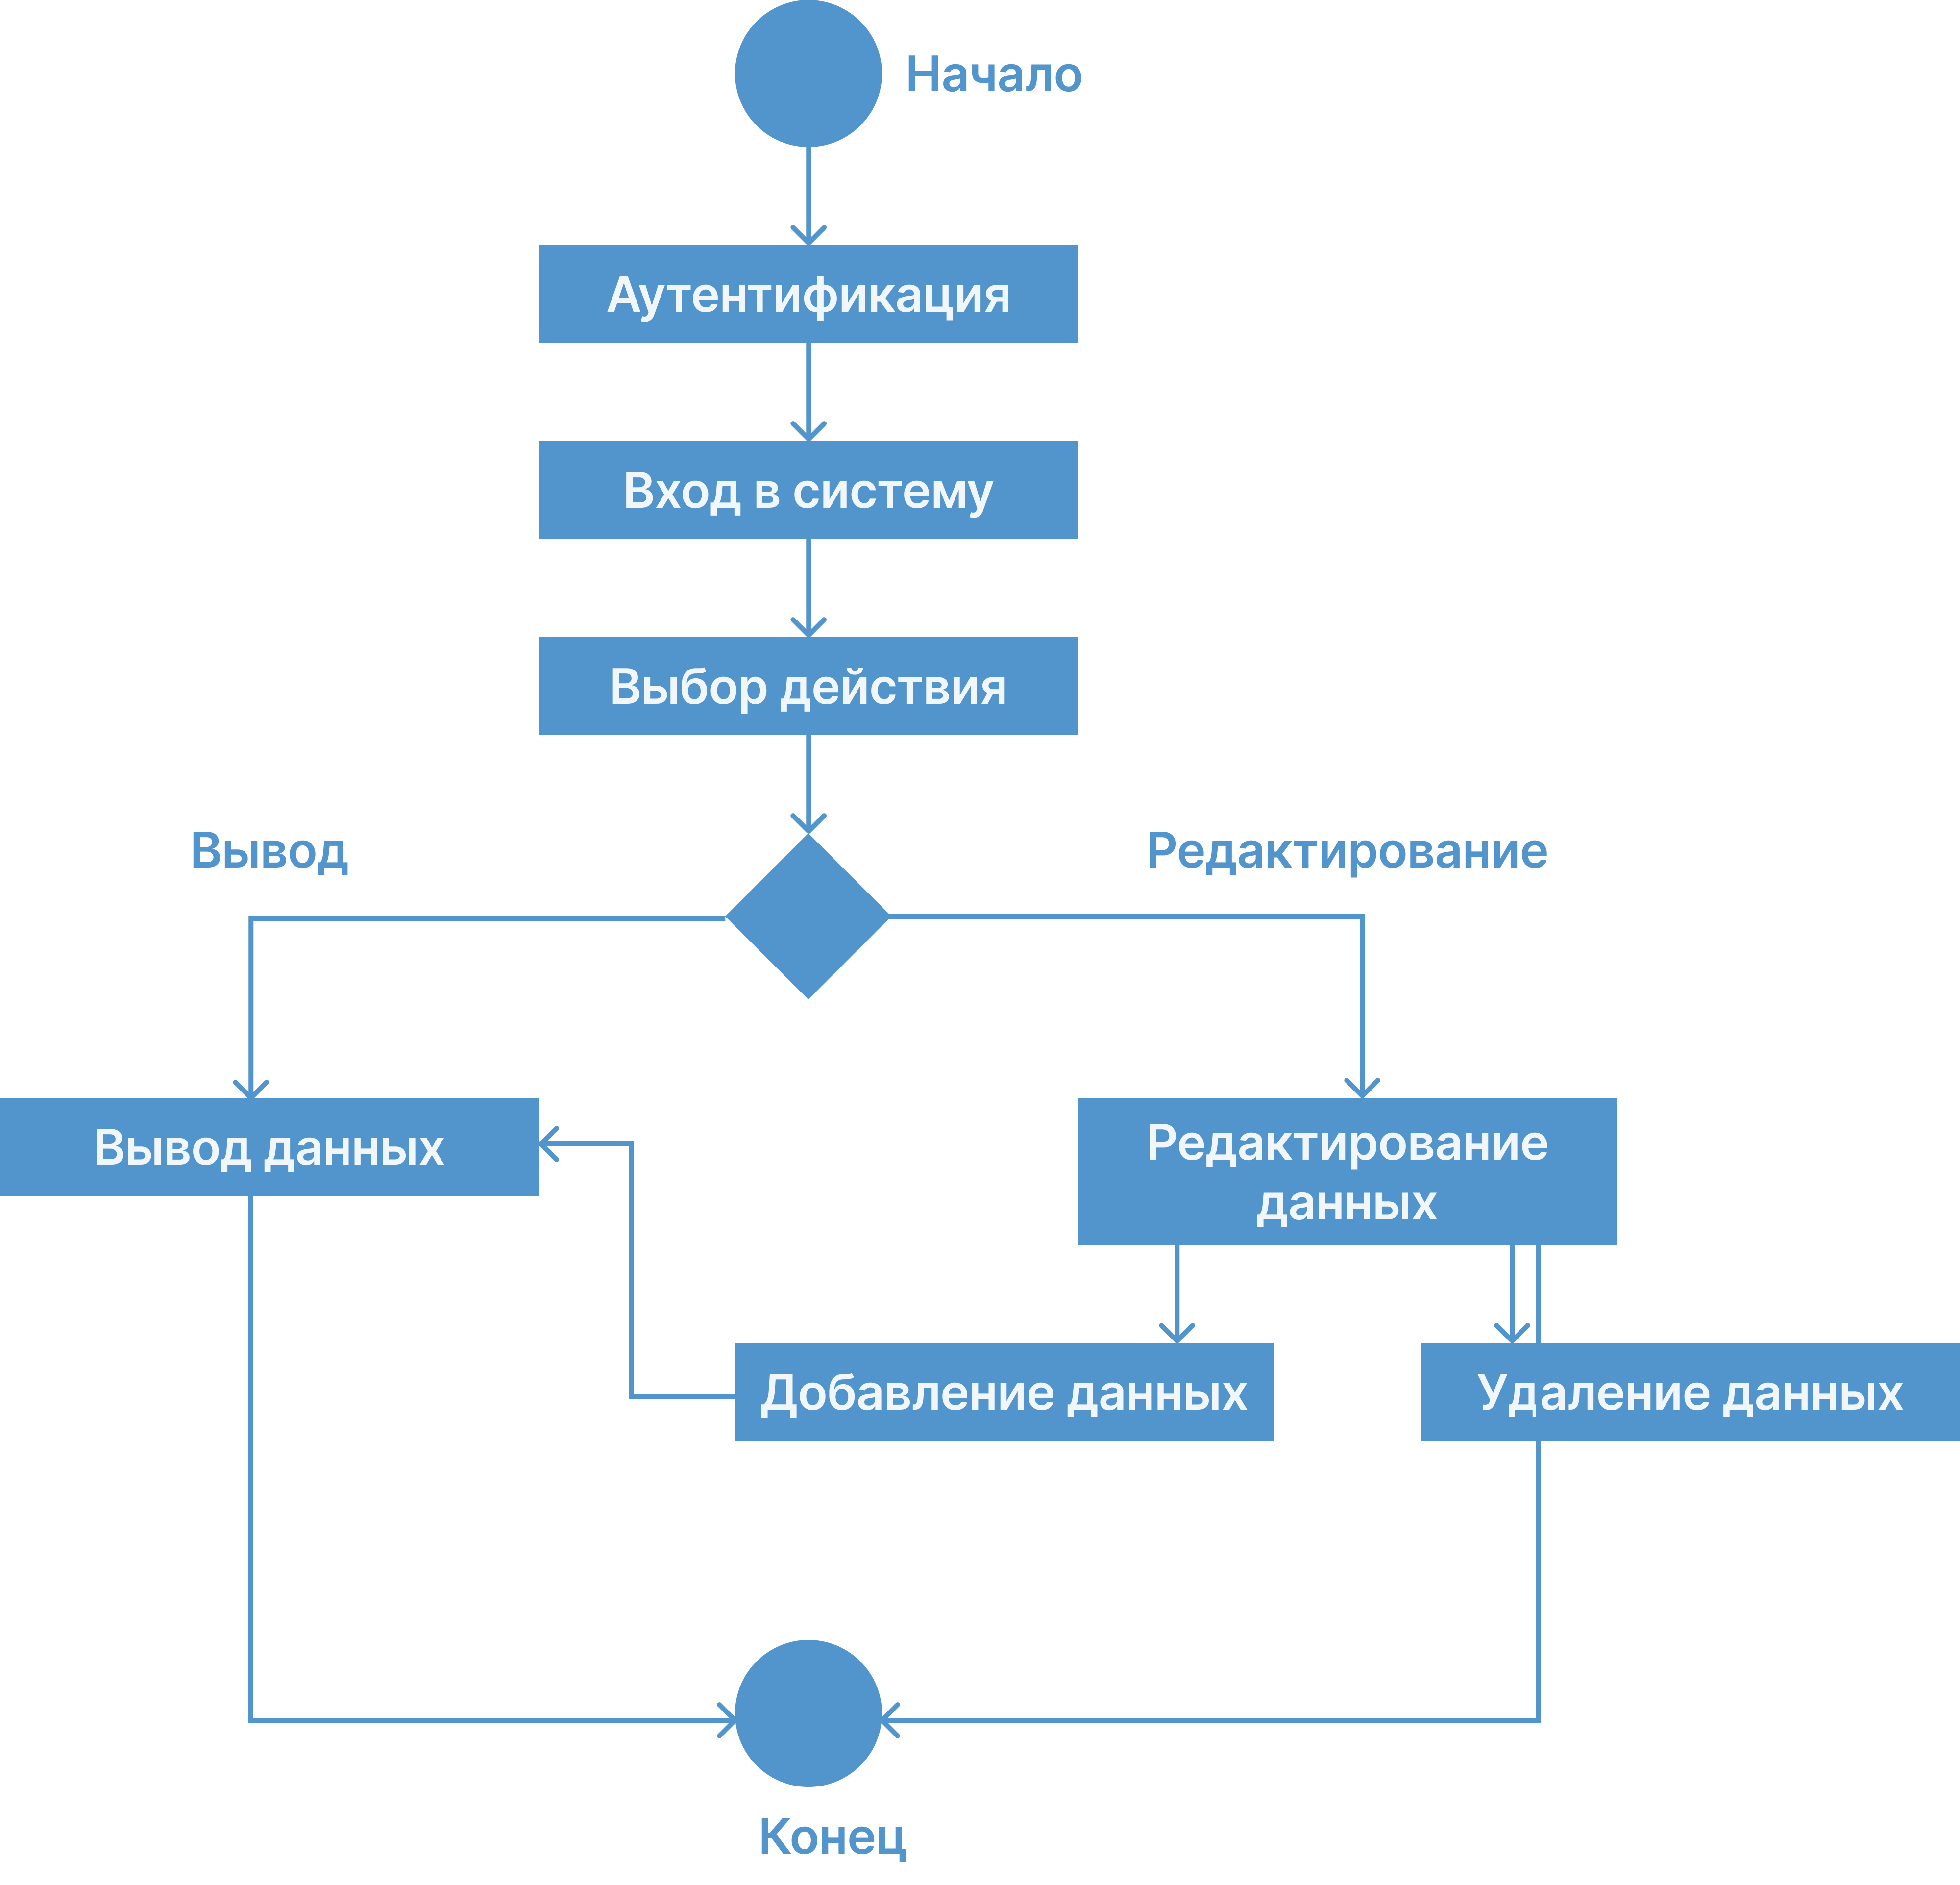 Начало
Аутентификация
Вход в систему
Выбор действия
Вывод
Редактирование
Вывод данных
Редактирование
данных
Добавление данных
Удаление данных
Конец